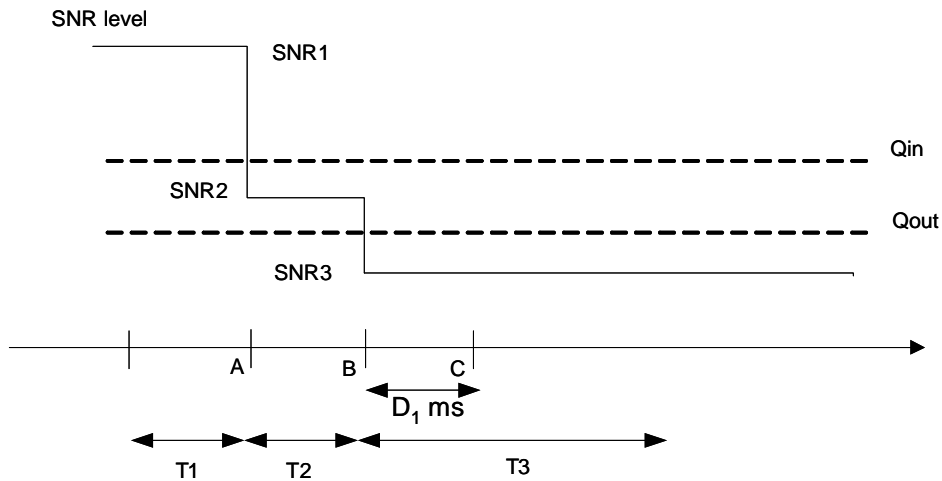 SNR level
SNR1
Qin
SNR2
Qout
SNR3
A
B
C
D₁ ms
T1
T2
T3